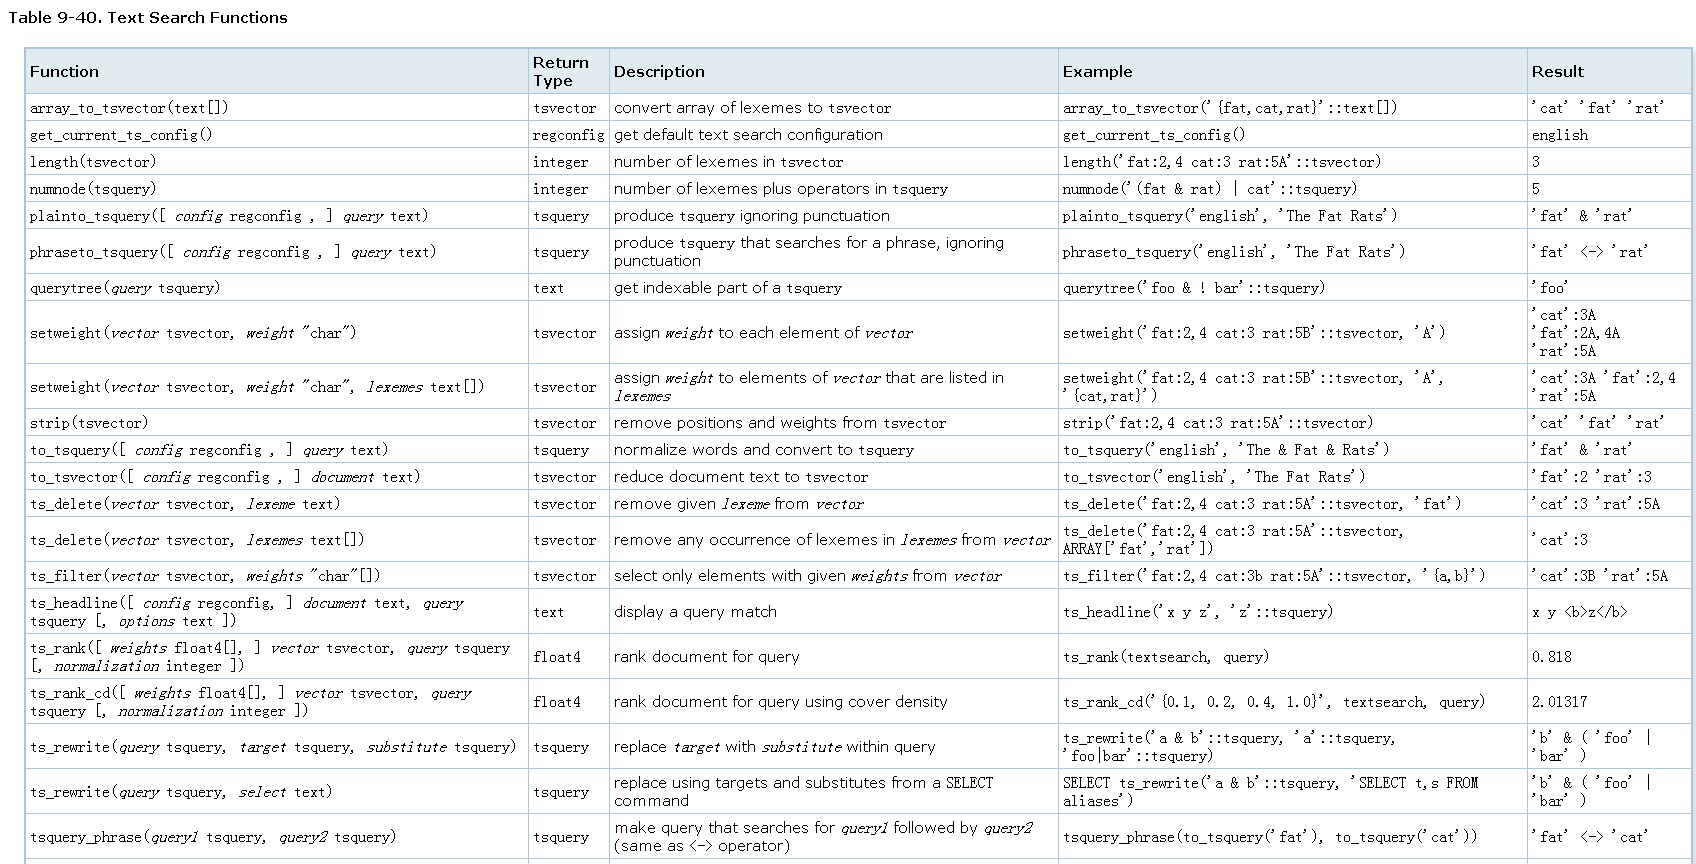 Table 9-40. Text Search Functions
Function Return Type Description Example Result
array_to_tsvector(text[]) tsvector convert array of lexemes to tsvector array_to_tsvector('{fat,cat,rat}'::text[]) 'cat' 'fat' 'rat'
get_current_ts_config() regconfig get default text search configuration get_current_ts_config() english
length(tsvector) integer number of lexemes in tsvector length('fat:2,4 cat:3 rat:5A'::tsvector) 3
numnode(tsquery) integer number of lexemes plus operators in tsquery numnode('(fat & rat) | cat'::tsquery) 5
plainto_tsquery([ config regconfig , ] query text) tsquery produce tsquery ignoring punctuation plainto_tsquery('english', 'The Fat Rats') 'fat' & 'rat'
phraseto_tsquery([ config regconfig , ] query text) tsquery produce tsquery that searches for a phrase, ignoring punctuation phraseto_tsquery('english', 'The Fat Rats') 'fat' <-> 'rat'
querytree(query tsquery) text get indexable part of a tsquery querytree('foo & ! bar'::tsquery) 'foo'
setweight(vector tsvector, weight "char") tsvector assign weight to each element of vector setweight('fat:2,4 cat:3 rat:5B'::tsvector, 'A') 'cat':3A 'fat':2A,4A 'rat':5A
setweight(vector tsvector, weight "char", lexemes text[]) tsvector assign weight to elements of vector that are listed in lexemes setweight('fat:2,4 cat:3 rat:5B'::tsvector, 'A', '{cat,rat}') 'cat':3A 'fat':2,4 'rat':5A
strip(tsvector) tsvector remove positions and weights from tsvector strip('fat:2,4 cat:3 rat:5A'::tsvector) 'cat' 'fat' 'rat'
to_tsquery([ config regconfig , ] query text) tsquery normalize words and convert to tsquery to_tsquery('english', 'The & Fat & Rats') 'fat' & 'rat'
to_tsvector([ config regconfig , ] document text) tsvector reduce document text to tsvector to_tsvector('english', 'The Fat Rats') 'fat':2 'rat':3
ts_delete(vector tsvector, lexeme text) tsvector remove given lexeme from vector ts_delete('fat:2,4 cat:3 rat:5A'::tsvector, 'fat') 'cat':3 'rat':5A
ts_delete(vector tsvector, lexemes text[]) tsvector remove any occurrence of lexemes in lexemes from vector ts_delete('fat:2,4 cat:3 rat:5A'::tsvector, ARRAY['fat','rat']) 'cat':3
ts_filter(vector tsvector, weights "char"[]) tsvector select only elements with given weights from vector ts_filter('fat:2,4 cat:3b rat:5A'::tsvector, '{a,b}') 'cat':3B 'rat':5A
ts_headline([ config regconfig, ] document text, query tsquery [, options text ]) text display a query match ts_headline('x y z', 'z'::tsquery) x y <b>z</b>
ts_rank([ weights float4[], ] vector tsvector, query tsquery [, normalization integer ]) float4 rank document for query ts_rank(textsearch, query) 0.818
ts_rank_cd([ weights float4[], ] vector tsvector, query tsquery [, normalization integer ]) float4 rank document for query using cover density ts_rank_cd('{0.1, 0.2, 0.4, 1.0}', textsearch, query) 2.01317
ts_rewrite(query tsquery, target tsquery, substitute tsquery) tsquery replace target with substitute within query ts_rewrite('a & b'::tsquery, 'a'::tsquery, 'foo|bar'::tsquery) 'b' & ( 'foo' | 'bar' )
ts_rewrite(query tsquery, select text) tsquery replace using targets and substitutes from a SELECT command SELECT ts_rewrite('a & b'::tsquery, 'SELECT t,s FROM aliases') 'b' & ( 'foo' | 'bar' )
tsquery_phrase(query1 tsquery, query2 tsquery) tsquery make query that searches for query1 followed by query2 (same as <-> operator) tsquery_phrase(to_tsquery('fat'), to_tsquery('cat')) 'fat' <-> 'cat'